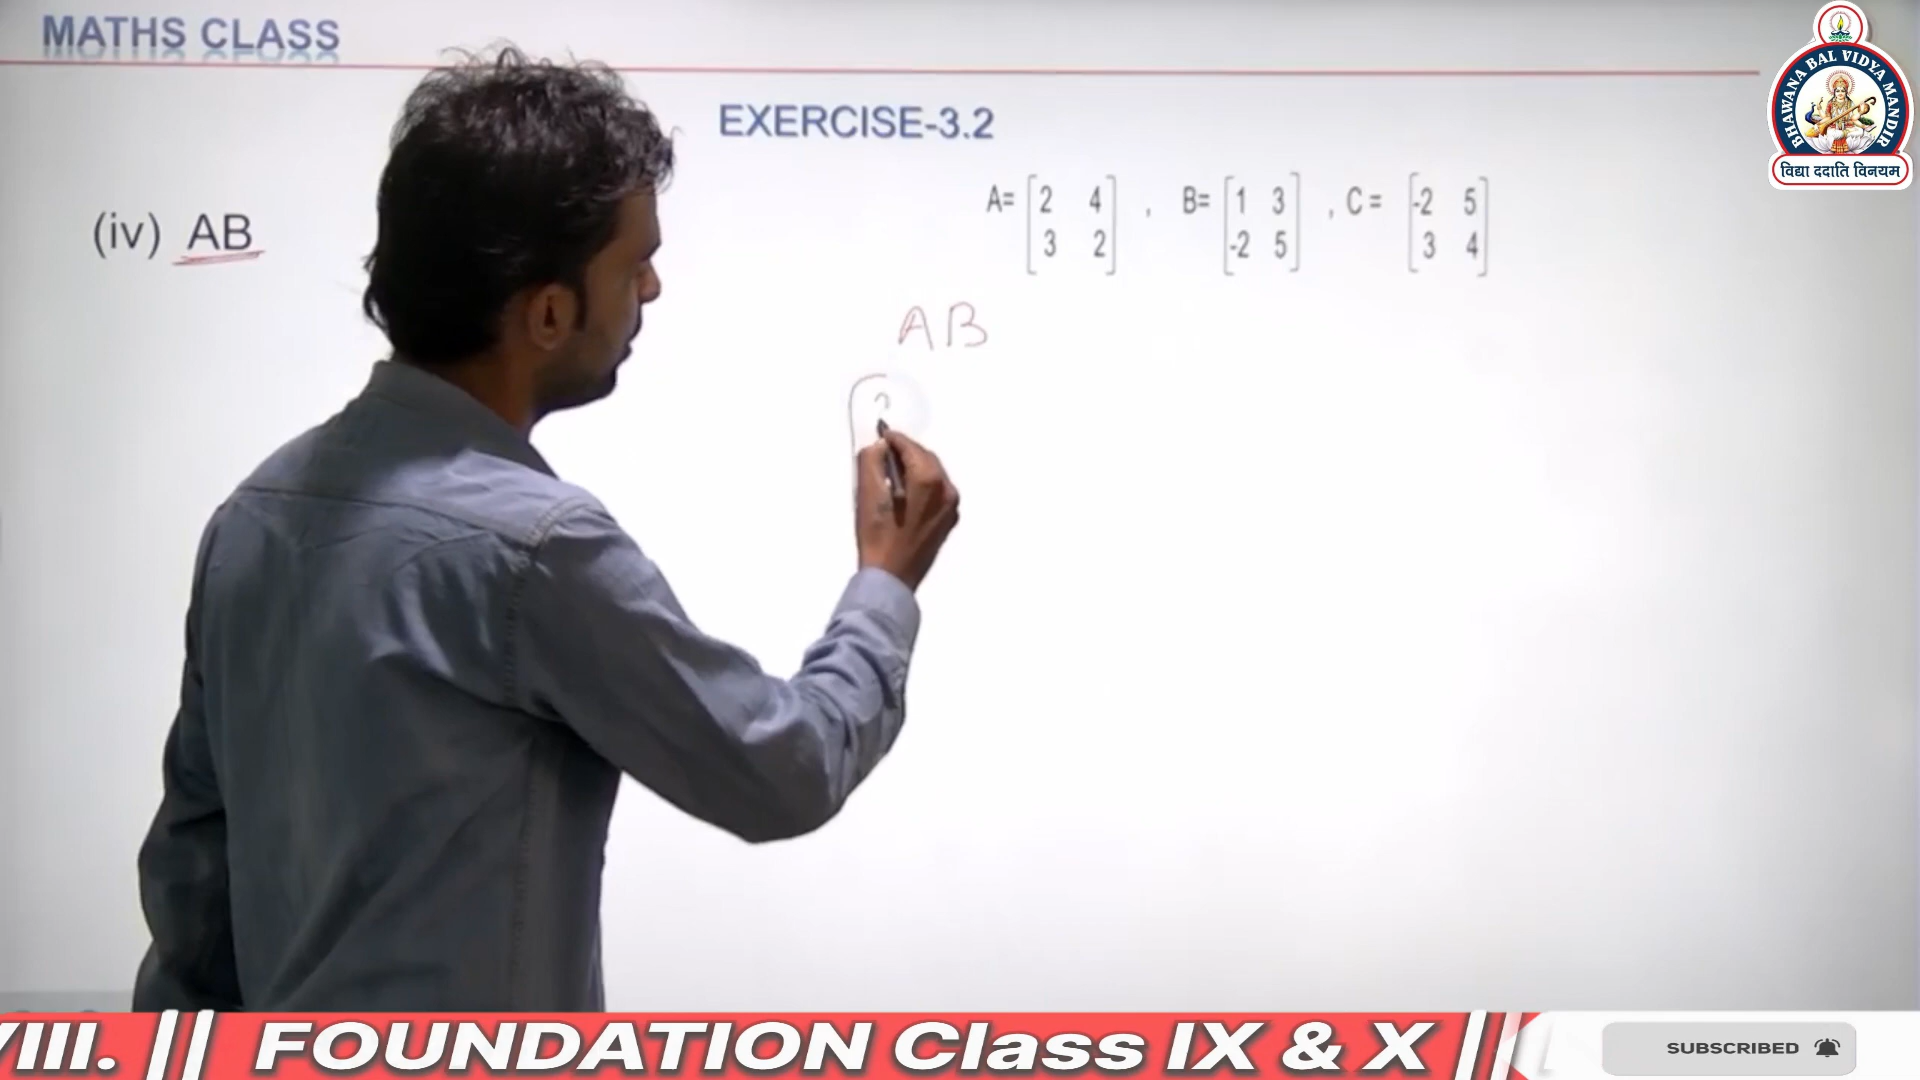 MATHS CLASS
BHAWANA BAL VIDYA MANDIR
विद्या ददाति विनयम
EXERCISE-3.2
(iv) AB
A= [2 4] , B= [1 3] , C = [-2 5]
[3 2] [-2 5] [3 4]
AB
VIII. || FOUNDATION Class IX & X ||
SUBSCRIBED